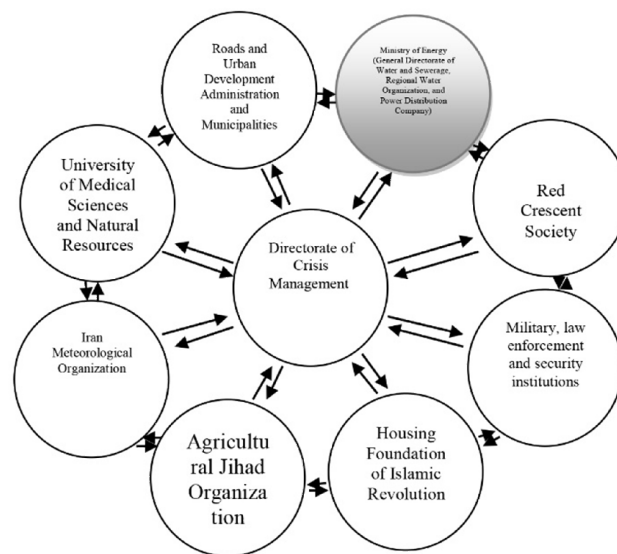 Roads and
Urban
Development
Administration
and
Municipalities
Ministry of Energy
(General Directorate of
Water and Sewerage,
Regional Water
Organization, and
Power Distribution
Company)
University
of Medical
Sciences
and Natural
Resources
Red
Crescent
Society
Directorate of
Crisis
Management
Iran
Meteorological
Organization
Military, law
enforcement
and security
institutions
Agricultu
ral Jihad
Organiza
tion
Housing
Foundation
of Islamic
Revolution